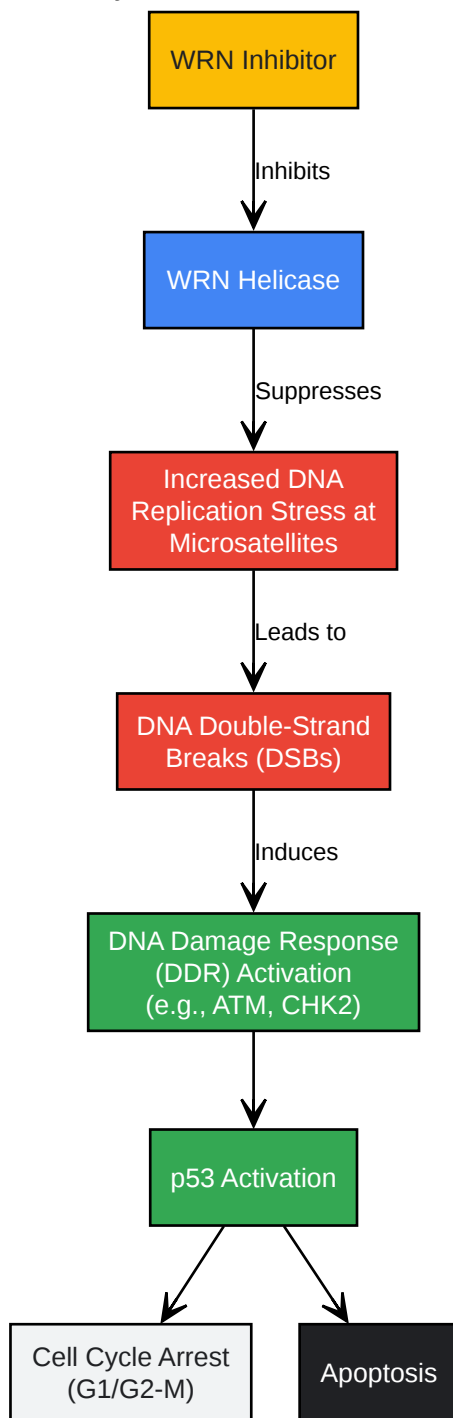 WRN Inhibitor
Inhibits
WRN Helicase
Suppresses
Increased DNA
Replication Stress at
Microsatellites
Leads to
DNA Double-Strand
Breaks (DSBs)
Induces
DNA Damage Response
(DDR) Activation
(e.g., ATM, CHK2)
p53 Activation
Cell Cycle Arrest
(G1/G2-M)
Apoptosis